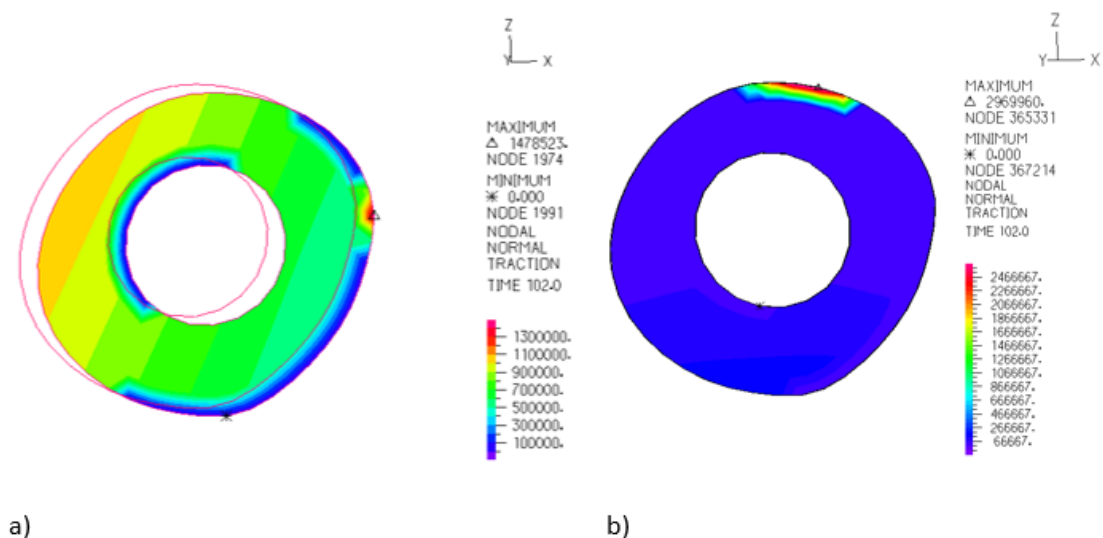 Z
Y X
MAXIMUM
△ 1478523.
NODE 1974
MINIMUM
* 0.000
NODE 1991
NODAL
NORMAL
TRACTION
TIME 102.0
1300000.
1100000.
900000.
700000.
500000.
300000.
100000.
a)
Z
Y X
MAXIMUM
△ 2969960.
NODE 365331
MINIMUM
* 0.000
NODE 367214
NODAL
NORMAL
TRACTION
TIME 102.0
2466667.
2266667.
2066667.
1866667.
1666667.
1466667.
1266667.
1066667.
866667.
666667.
466667.
266667.
66667.
b)